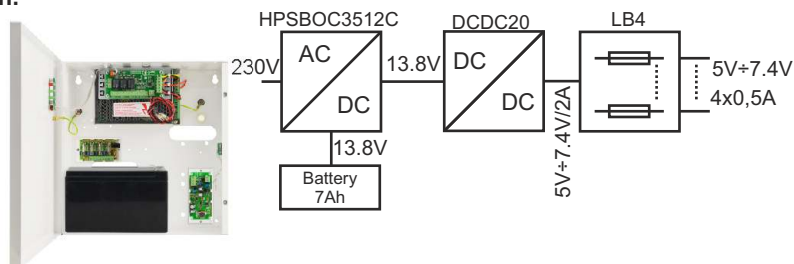 n:
HPSBOC3512C
DCDC20
LB4
230V
AC
DC
13.8V
DC
DC
5V÷7.4V/2A
5V÷7.4V
4x0,5A
13.8V
Battery
7Ah